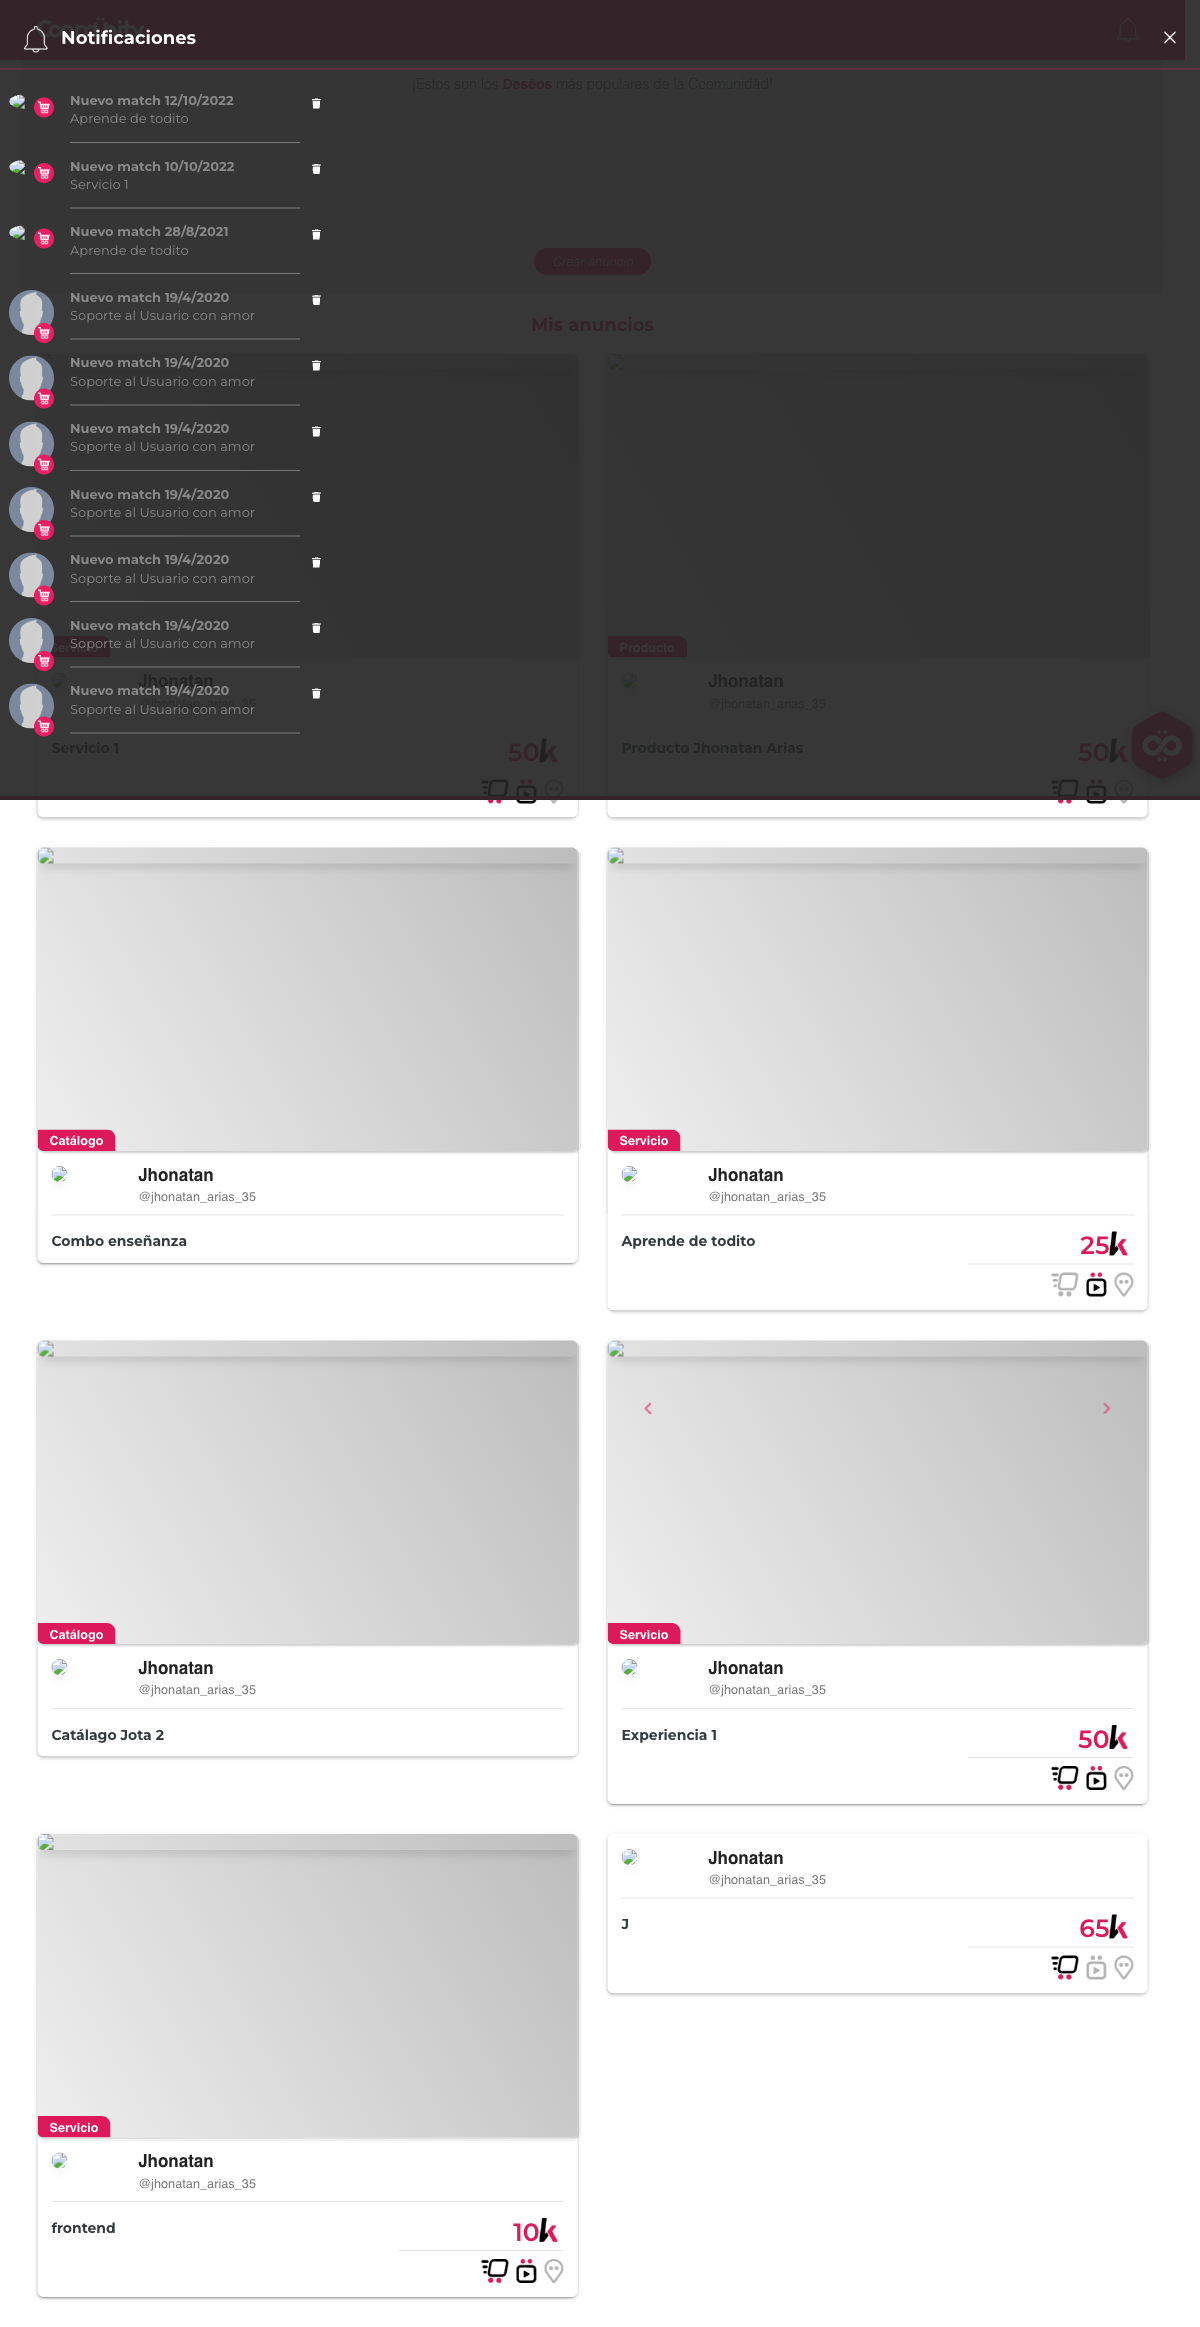 Coomünity
Notificaciones
¡Estos son los Deséos más populares de la Coomunidäd!
Nuevo match 12/10/2022
Aprende de todito
Nuevo match 10/10/2022
Servicio 1
Nuevo match 28/8/2021
Aprende de todito
Crear anuncio
Nuevo match 19/4/2020
Soporte al Usuario con amor
Mis anuncios
Nuevo match 19/4/2020
Soporte al Usuario con amor
Nuevo match 19/4/2020
Soporte al Usuario con amor
Nuevo match 19/4/2020
Soporte al Usuario con amor
Nuevo match 19/4/2020
Soporte al Usuario con amor
Nuevo match 19/4/2020
Soporte al Usuario con amor
Nuevo match 19/4/2020
Soporte al Usuario con amor
Servicio
Jhonatan
Servicio 1
50k
Producto
Jhonatan
@jhonatan_arias_35
Producto Jhonatan Arias
50k
Catálogo
Jhonatan
@jhonatan_arias_35
Combo enseñanza
Servicio
Jhonatan
@jhonatan_arias_35
Aprende de todito
25k
Catálogo
Jhonatan
@jhonatan_arias_35
Catálago Jota 2
Servicio
Jhonatan
@jhonatan_arias_35
Experiencia 1
50k
Servicio
Jhonatan
@jhonatan_arias_35
frontend
10k
Jhonatan
@jhonatan_arias_35
J
65k